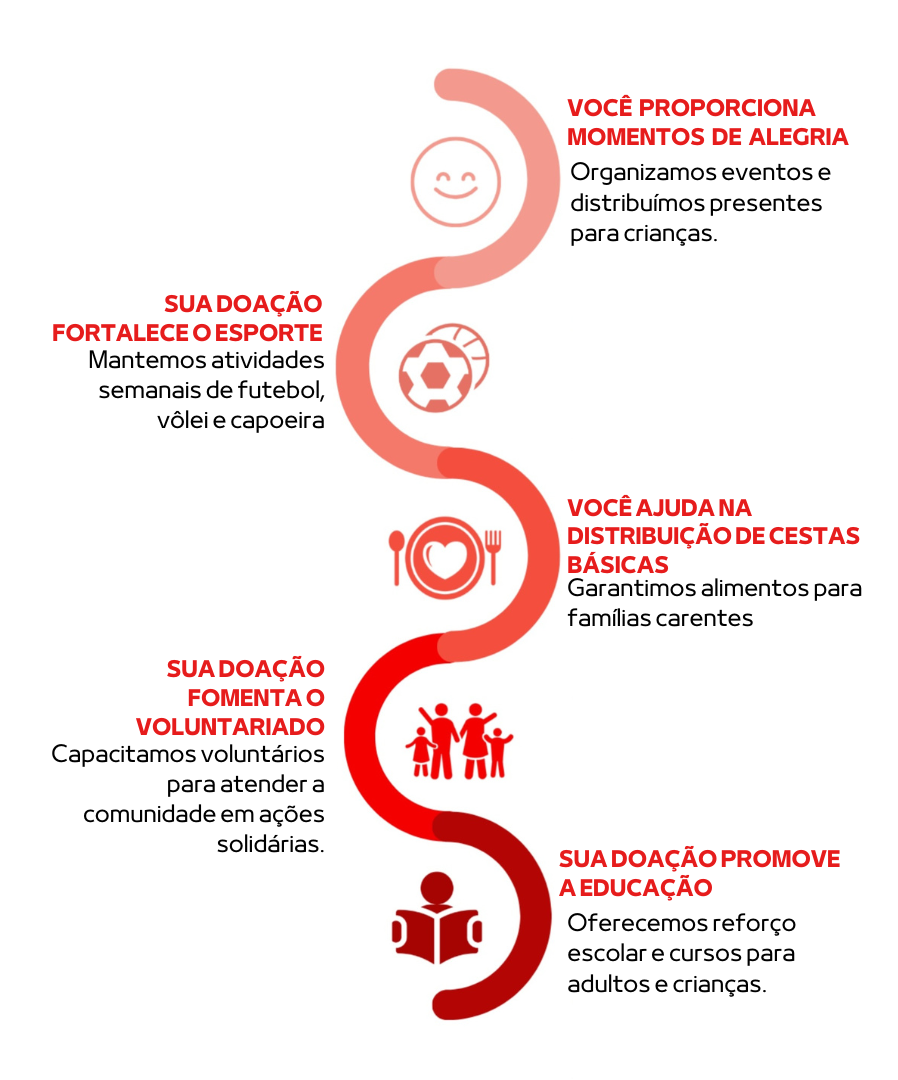 VOCÊ PROPORCIONA
MOMENTOS DE ALEGRIA
Organizamos eventos e
distribuímos presentes
para crianças.
SUA DOAÇÃO
FORTALECE O ESPORTE
Mantemos atividades
semanais de futebol,
vôlei e capoeira
VOCÊ AJUDA NA
DISTRIBUIÇÃO DE CESTAS
BÁSICAS
Garantimos alimentos para
famílias carentes
SUA DOAÇÃO
FOMENTA O
VOLUNTARIADO
Capacitamos voluntários
para atender a
comunidade em ações
solidárias.
SUA DOAÇÃO PROMOVE
A EDUCAÇÃO
Oferecemos reforço
escolar e cursos para
adultos e crianças.